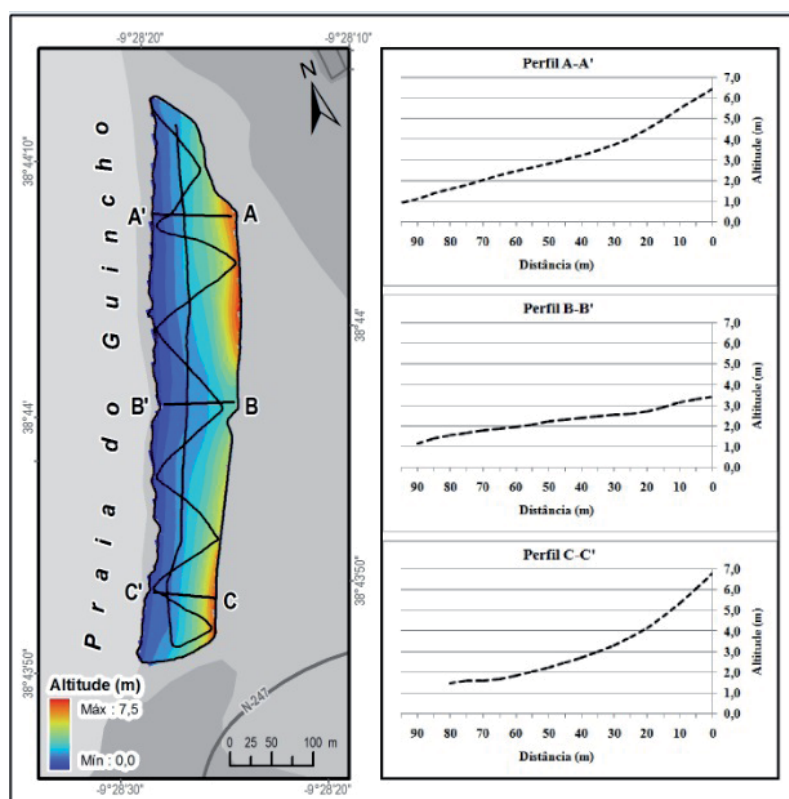 -9°28'20"
-9°28'10"
N
38°44'10"
A'
A
38°44'
Praia do Guincho
B'
B
38°44'
C'
C
38°43'50"
38°43'50"
Altitude (m)
Máx : 7,5
Mín : 0,0
N-247
0 25 50 100 m
-9°28'30"
-9°28'20"
Perfil A-A'
7,0
6,0
5,0
4,0
3,0
2,0
1,0
0,0
Altitude (m)
90 80 70 60 50 40 30 20 10 0
Distância (m)
Perfil B-B'
7,0
6,0
5,0
4,0
3,0
2,0
1,0
0,0
Altitude (m)
90 80 70 60 50 40 30 20 10 0
Distância (m)
Perfil C-C'
7,0
6,0
5,0
4,0
3,0
2,0
1,0
0,0
Altitude (m)
90 80 70 60 50 40 30 20 10 0
Distância (m)